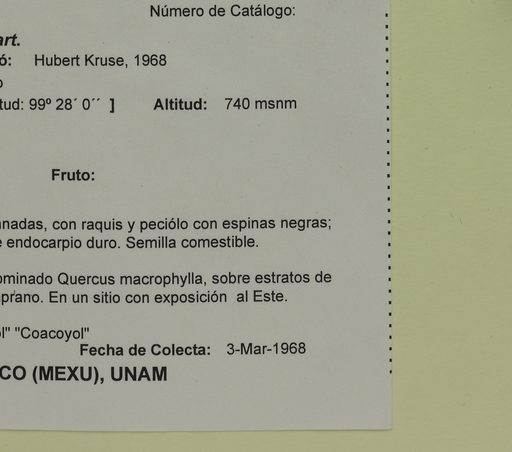 Número de Catálogo:
art.
ó: Hubert Kruse, 1968
o
tud: 99º 28´ 0´´ ] Altitud: 740 msnm
Fruto:
nadas, con raquis y peciólo con espinas negras;
e endocarpio duro. Semilla comestible.
ominado Quercus macrophylla, sobre estratos de
prano. En un sitio con exposición al Este.
ol" "Coacoyol"
Fecha de Colecta: 3-Mar-1968
CO (MEXU), UNAM